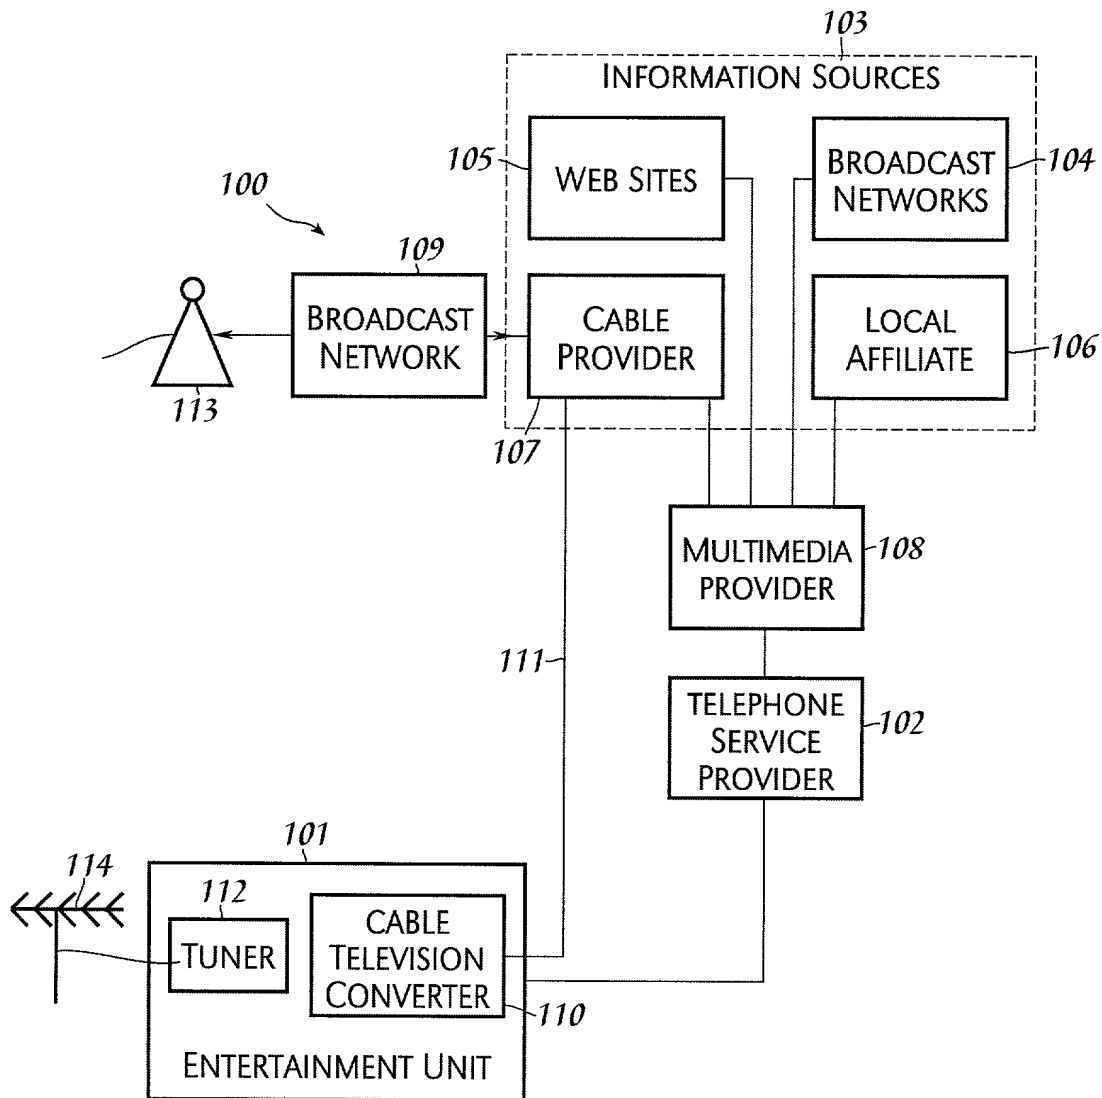 103
INFORMATION SOURCES
105
WEB SITES
BROADCAST
NETWORKS
104
100
109
BROADCAST
NETWORK
CABLE
PROVIDER
LOCAL
AFFILIATE
106
113
107
MULTIMEDIA
PROVIDER
108
111
TELEPHONE
SERVICE
PROVIDER
102
101
114
112
TUNER
CABLE
TELEVISION
CONVERTER
110
ENTERTAINMENT UNIT